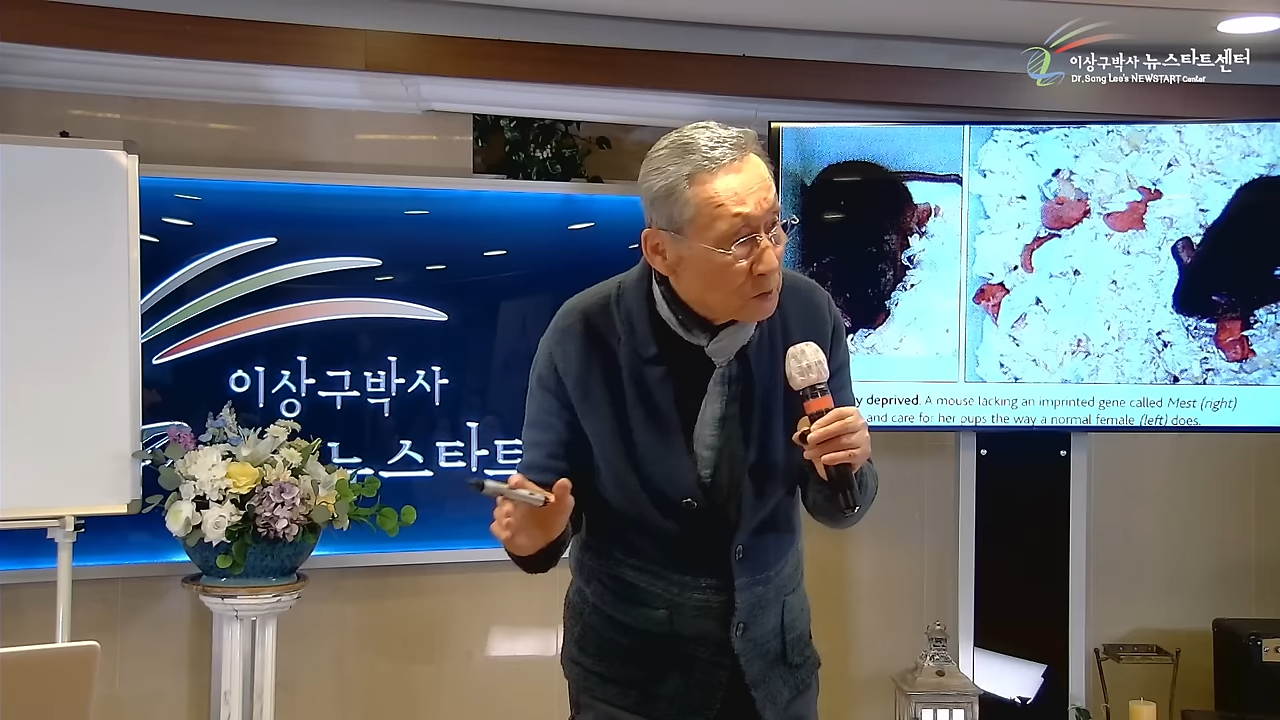 이상구박사 뉴스타트센터
Dr. Sang Lee's NEWSTART Center
이상구박사
뉴스타트
y deprived. A mouse lacking an imprinted gene called Mest (right)
and care for her pups the way a normal female (left) does.